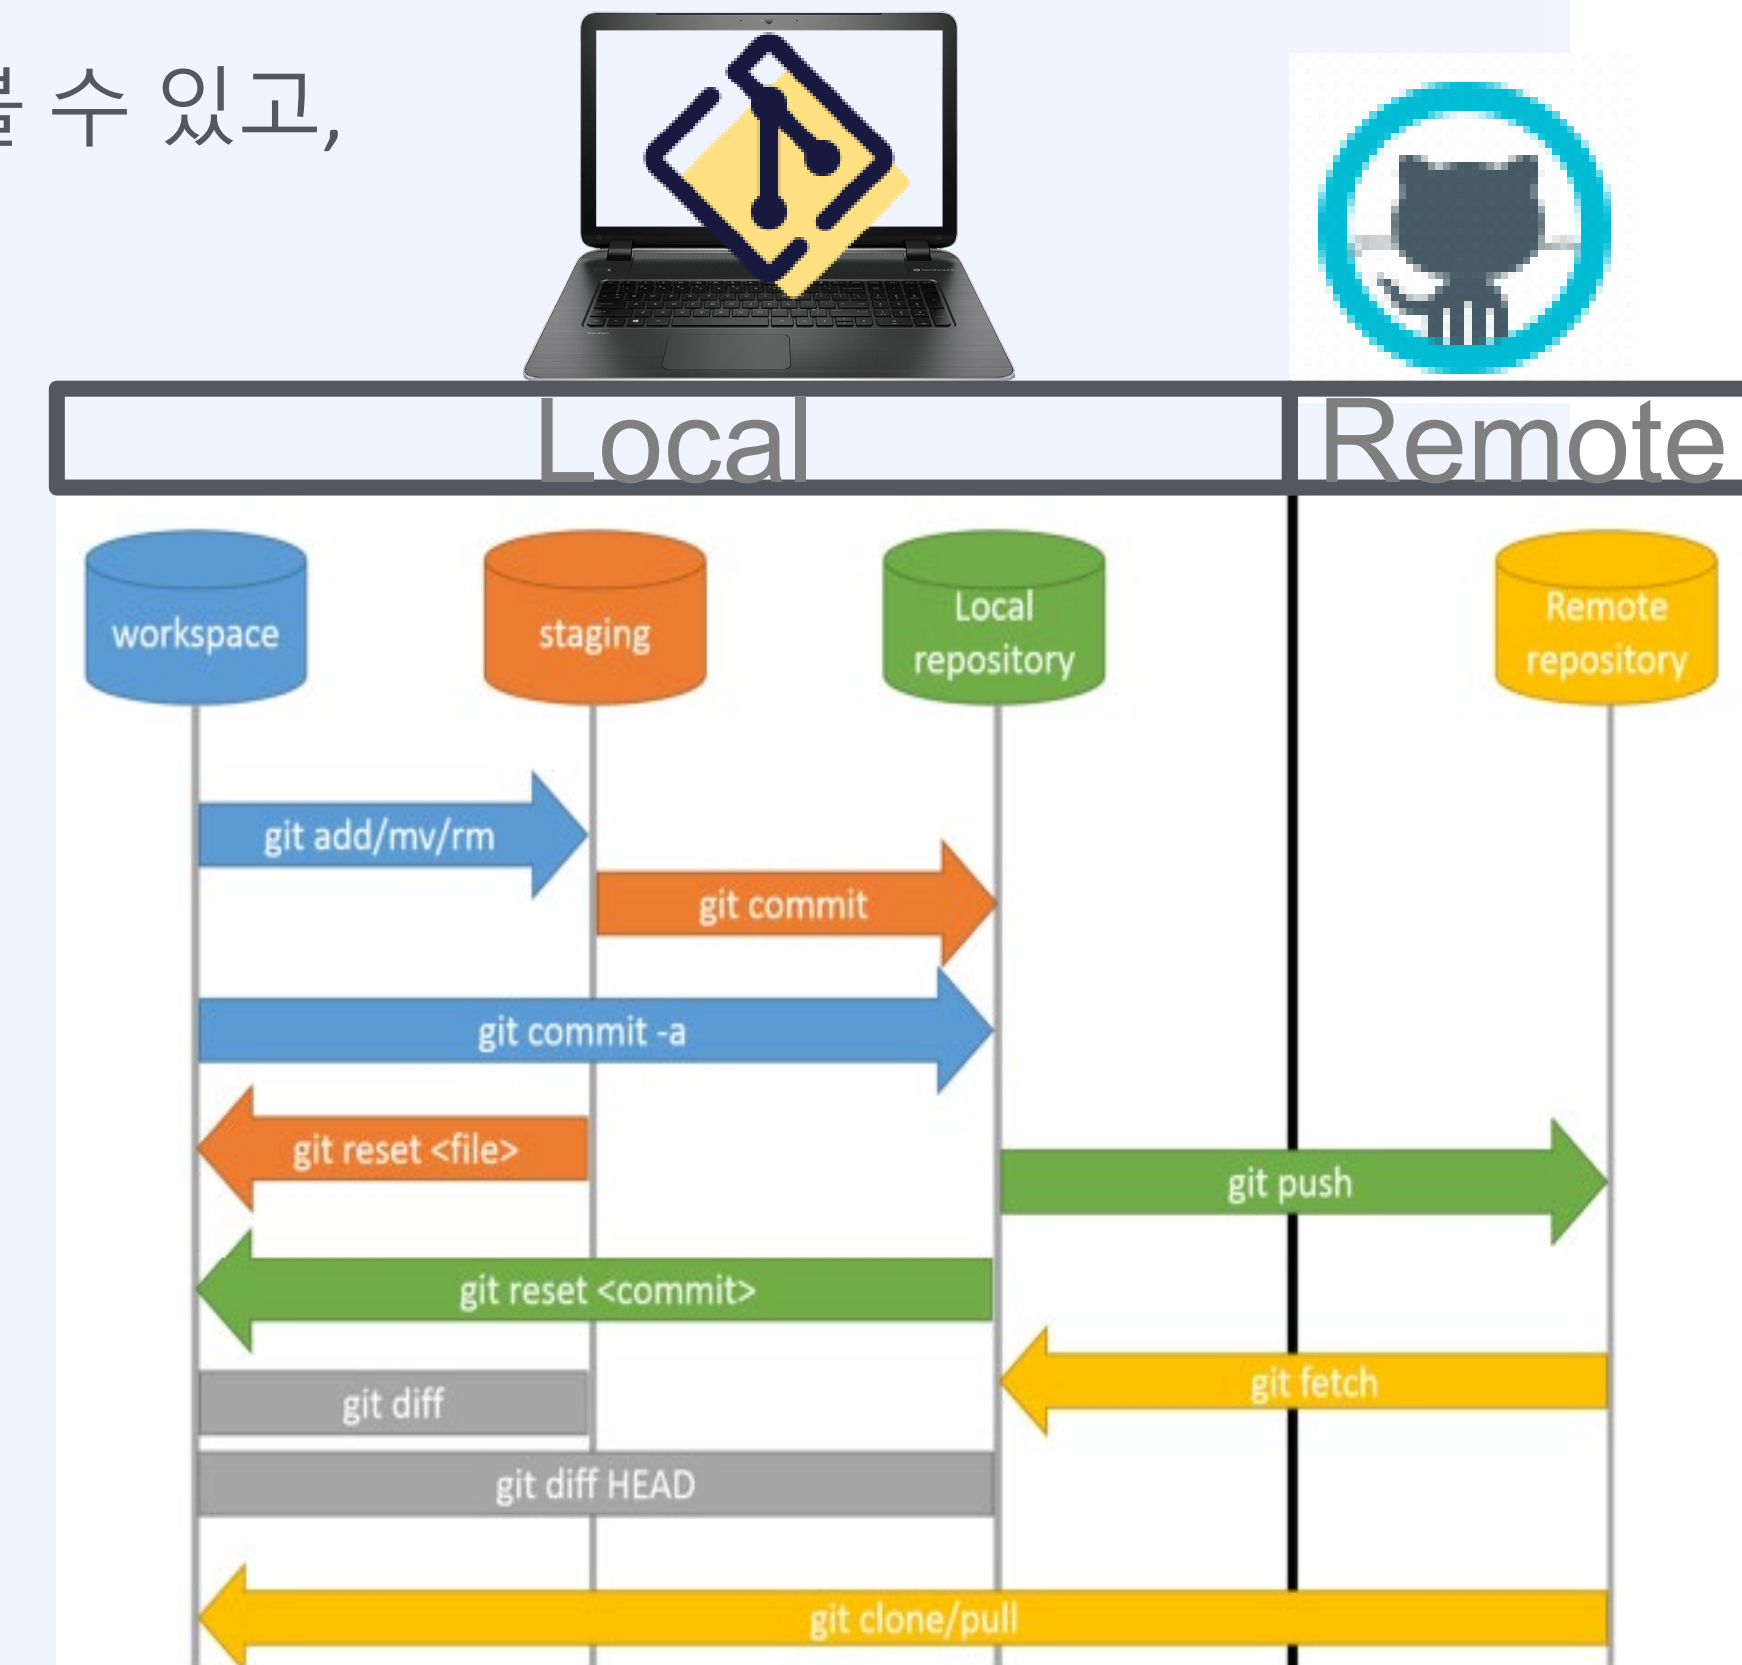 볼 수 있고,
Local
Remote
workspace
staging
Local
repository
Remote
repository
git add/mv/rm
git commit
git commit -a
git reset <file>
git push
git reset <commit>
git fetch
git diff
git diff HEAD
git clone/pull